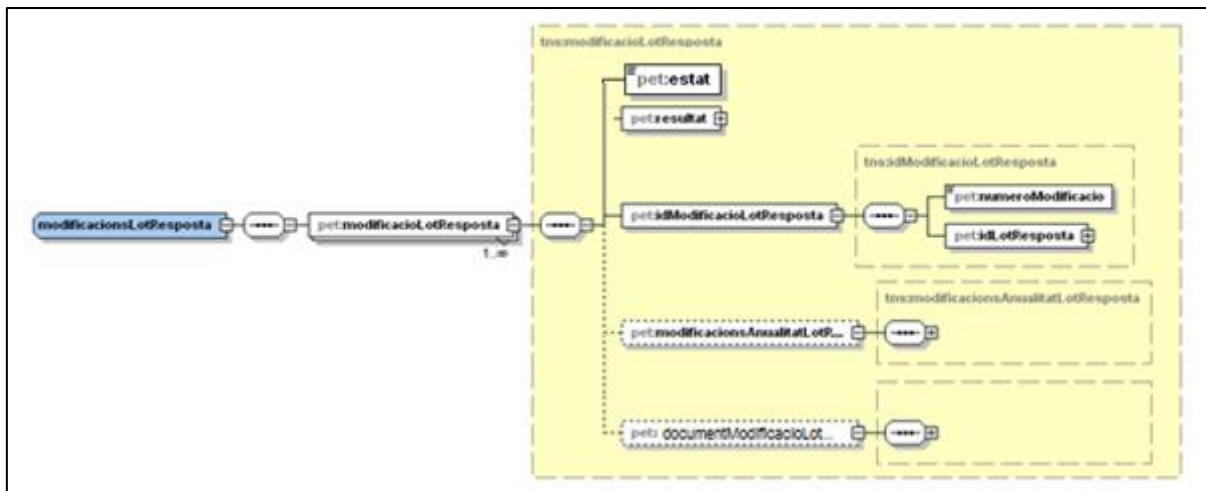 tns:modificacioLotResposta
pet:estat
pet:resultat
tns:idModificacioLotResposta
pet:numeroModificacio
modificacionsLotResposta
pet:modificacioLotResposta
pet:idModificacioLotResposta
1..∞
pet:idLotResposta
tns:modificacionsAnualitatLotResposta
pet:modificacionsAnualitatLotR...
pet: documentModificacioLot...